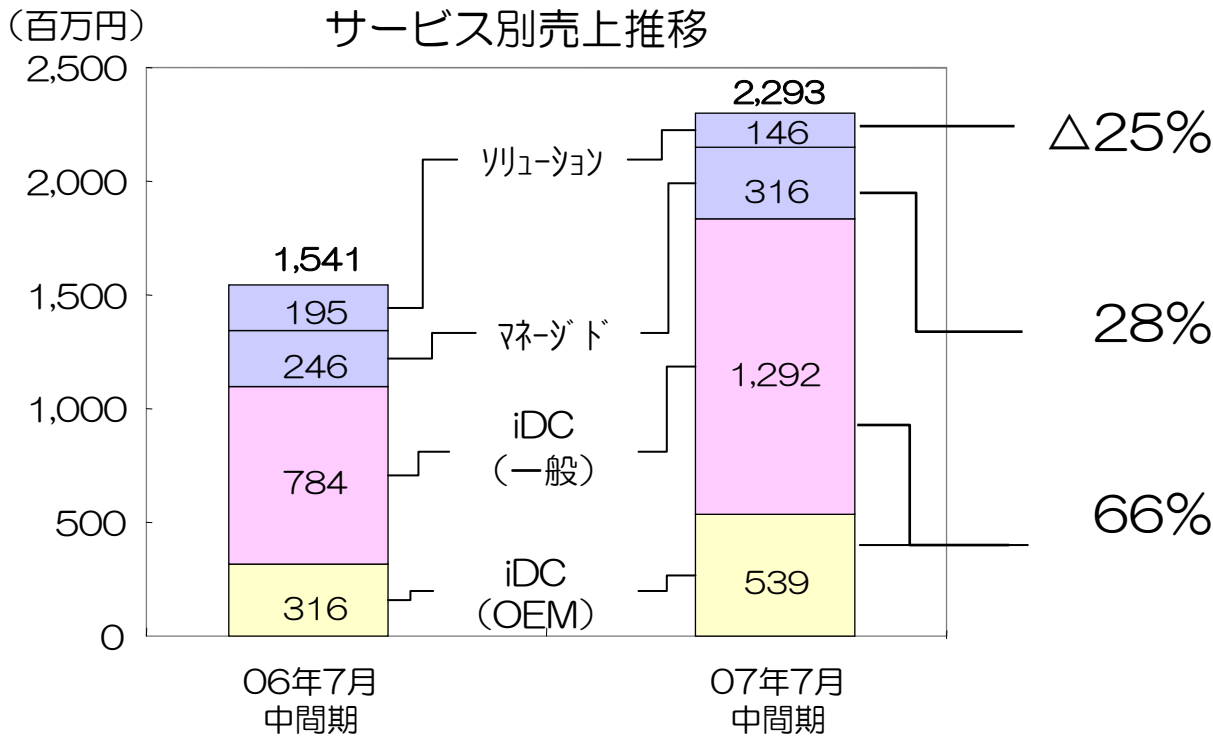 （百万円）
サービス別売上推移
2,500
2,000
1,500
1,000
500
0
1,541
195
246
784
316
ｿﾘｭｰｼｮﾝ
ﾏﾈｰｼﾞﾄﾞ
iDC
（一般）
iDC
（OEM）
2,293
146
316
1,292
539
△25%
28%
66%
06年7月
中間期
07年7月
中間期